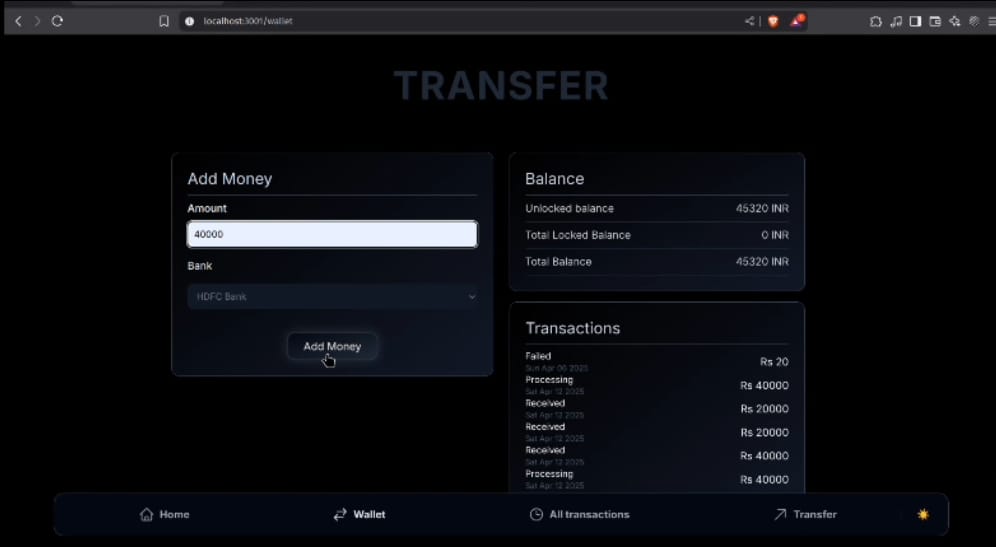 localhost:3001/wallet
TRANSFER
Add Money
Amount
40000
Bank
HDFC Bank
Add Money
Balance
Unlocked balance 45320 INR
Total Locked Balance 0 INR
Total Balance 45320 INR
Transactions
Failed Rs 20
Sun Apr 06 2025
Processing Rs 40000
Sat Apr 12 2025
Received Rs 20000
Sat Apr 12 2025
Received Rs 20000
Sat Apr 12 2025
Received Rs 40000
Sat Apr 12 2025
Processing Rs 40000
Sat Apr 12 2025
Home Wallet All transactions Transfer